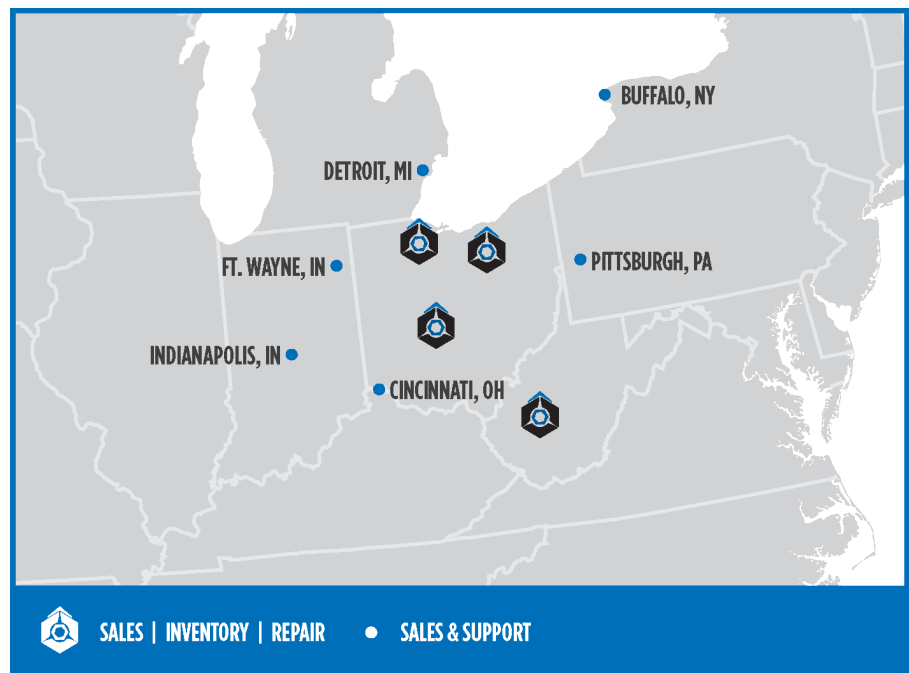 BUFFALO, NY
DETROIT, MI
FT. WAYNE, IN
PITTSBURGH, PA
INDIANAPOLIS, IN
CINCINNATI, OH
SALES | INVENTORY | REPAIR
SALES & SUPPORT